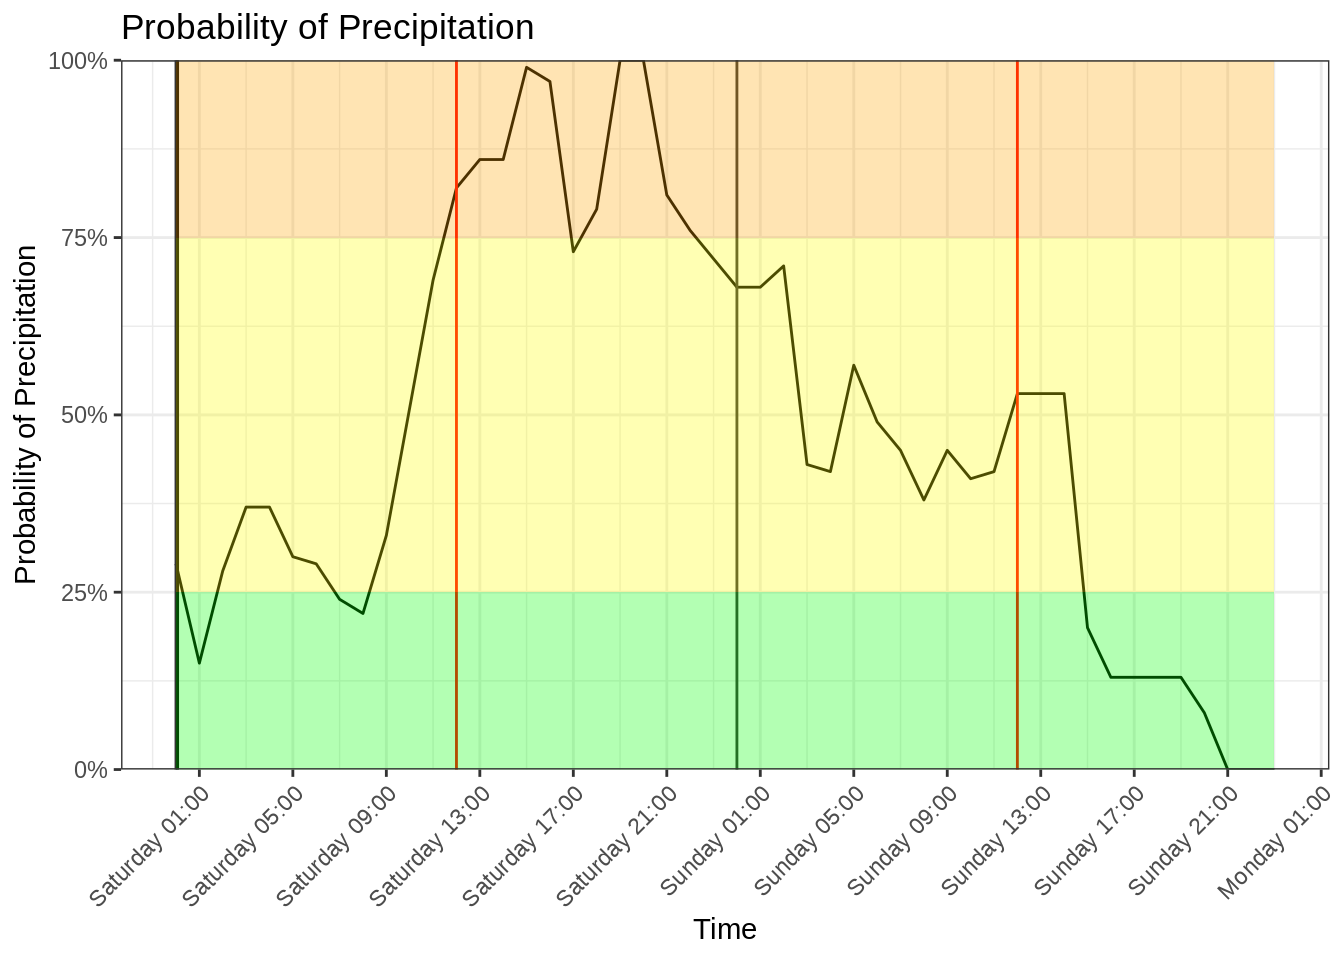 Probability of Precipitation
Probability of Precipitation
100%
75%
50%
25%
0%
Saturday 01:00
Saturday 05:00
Saturday 09:00
Saturday 13:00
Saturday 17:00
Saturday 21:00
Sunday 01:00
Sunday 05:00
Sunday 09:00
Sunday 13:00
Sunday 17:00
Sunday 21:00
Monday 01:00
Time